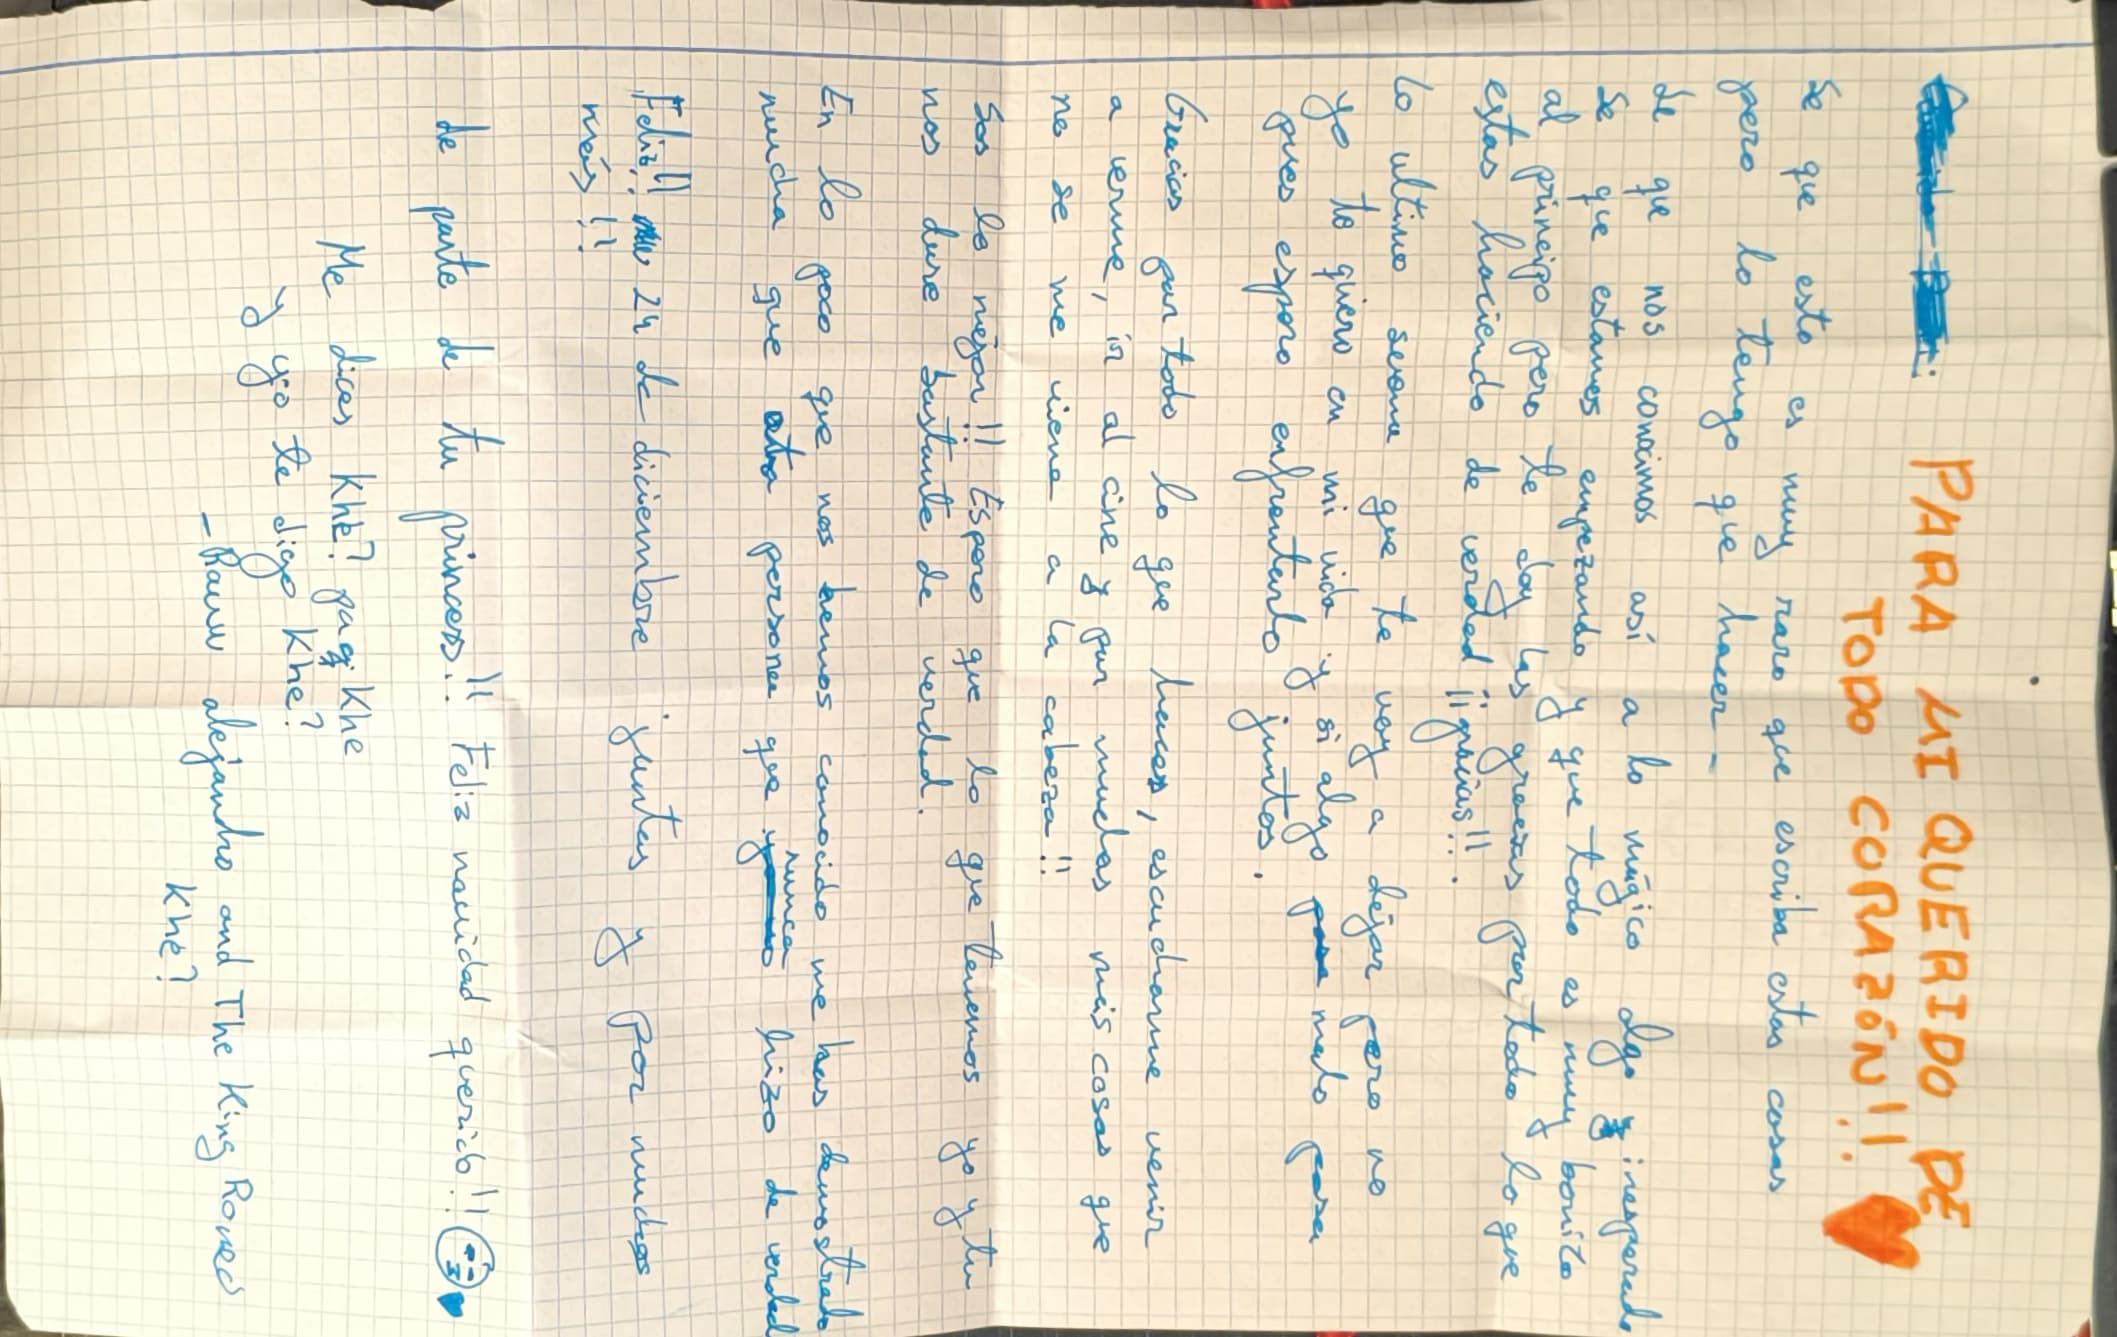 PARA MI QUERIDO DE
TODO CORAZÓN!!
Se que esto es muy raro que escriba estas cosas
pero lo tengo que hacer-
Se que nos conocimos así a lo mágico algo inesperado
Se que estamos empezando y que todo es muy bonito
al principo pero te doy las gracias por todo lo que
estas haciendo de verdad ¡¡gracias!!.
Lo ultimo seria que te voy a dejar pero no
yo te quiero en mi vida y si algo malo pasa
pues espero enfrentarlo juntos.
Gracias por todo lo que haces, escucharme venir
a verme, ir al cine y por muchas más cosas que
no se me viene a la cabeza!!
Sos lo mejor!! Espero que lo que tenemos yo y tu
nos dure bastante de verdad.
En lo poco que nos hemos conocido me has demostrado
mucha que otra persona que nunca hizo de verdad
Feliz!! 24 de diciembre juntos y por muchos
más!!
de parte de tu princess!! Feliz navidad querido!!
Me dices Khe? paq Khe
y yo te digo Khe?
-Rauw alejandro and The King Romeo
Khe?